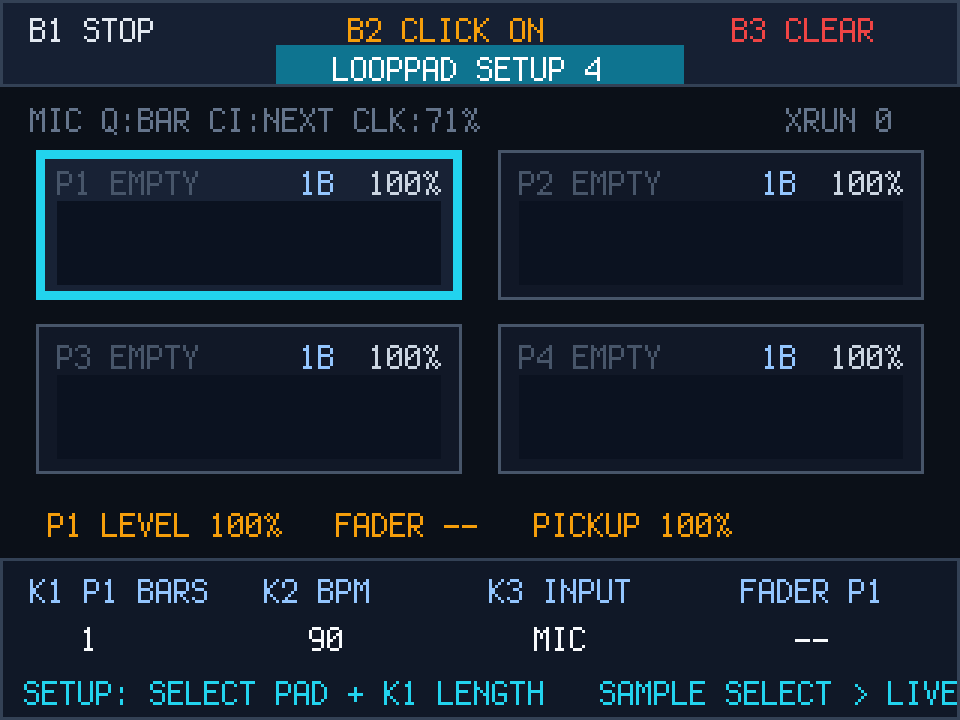 B1 STOP B2 CLICK ON B3 CLEAR
LOOPPAD SETUP 4
MIC Q:BAR CI:NEXT CLK:71% XRUN 0
P1 EMPTY 1B 100% P2 EMPTY 1B 100%
P3 EMPTY 1B 100% P4 EMPTY 1B 100%
P1 LEVEL 100% FADER -- PICKUP 100%
K1 P1 BARS K2 BPM K3 INPUT FADER P1
1 90 MIC --
SETUP: SELECT PAD + K1 LENGTH SAMPLE SELECT > LIVE